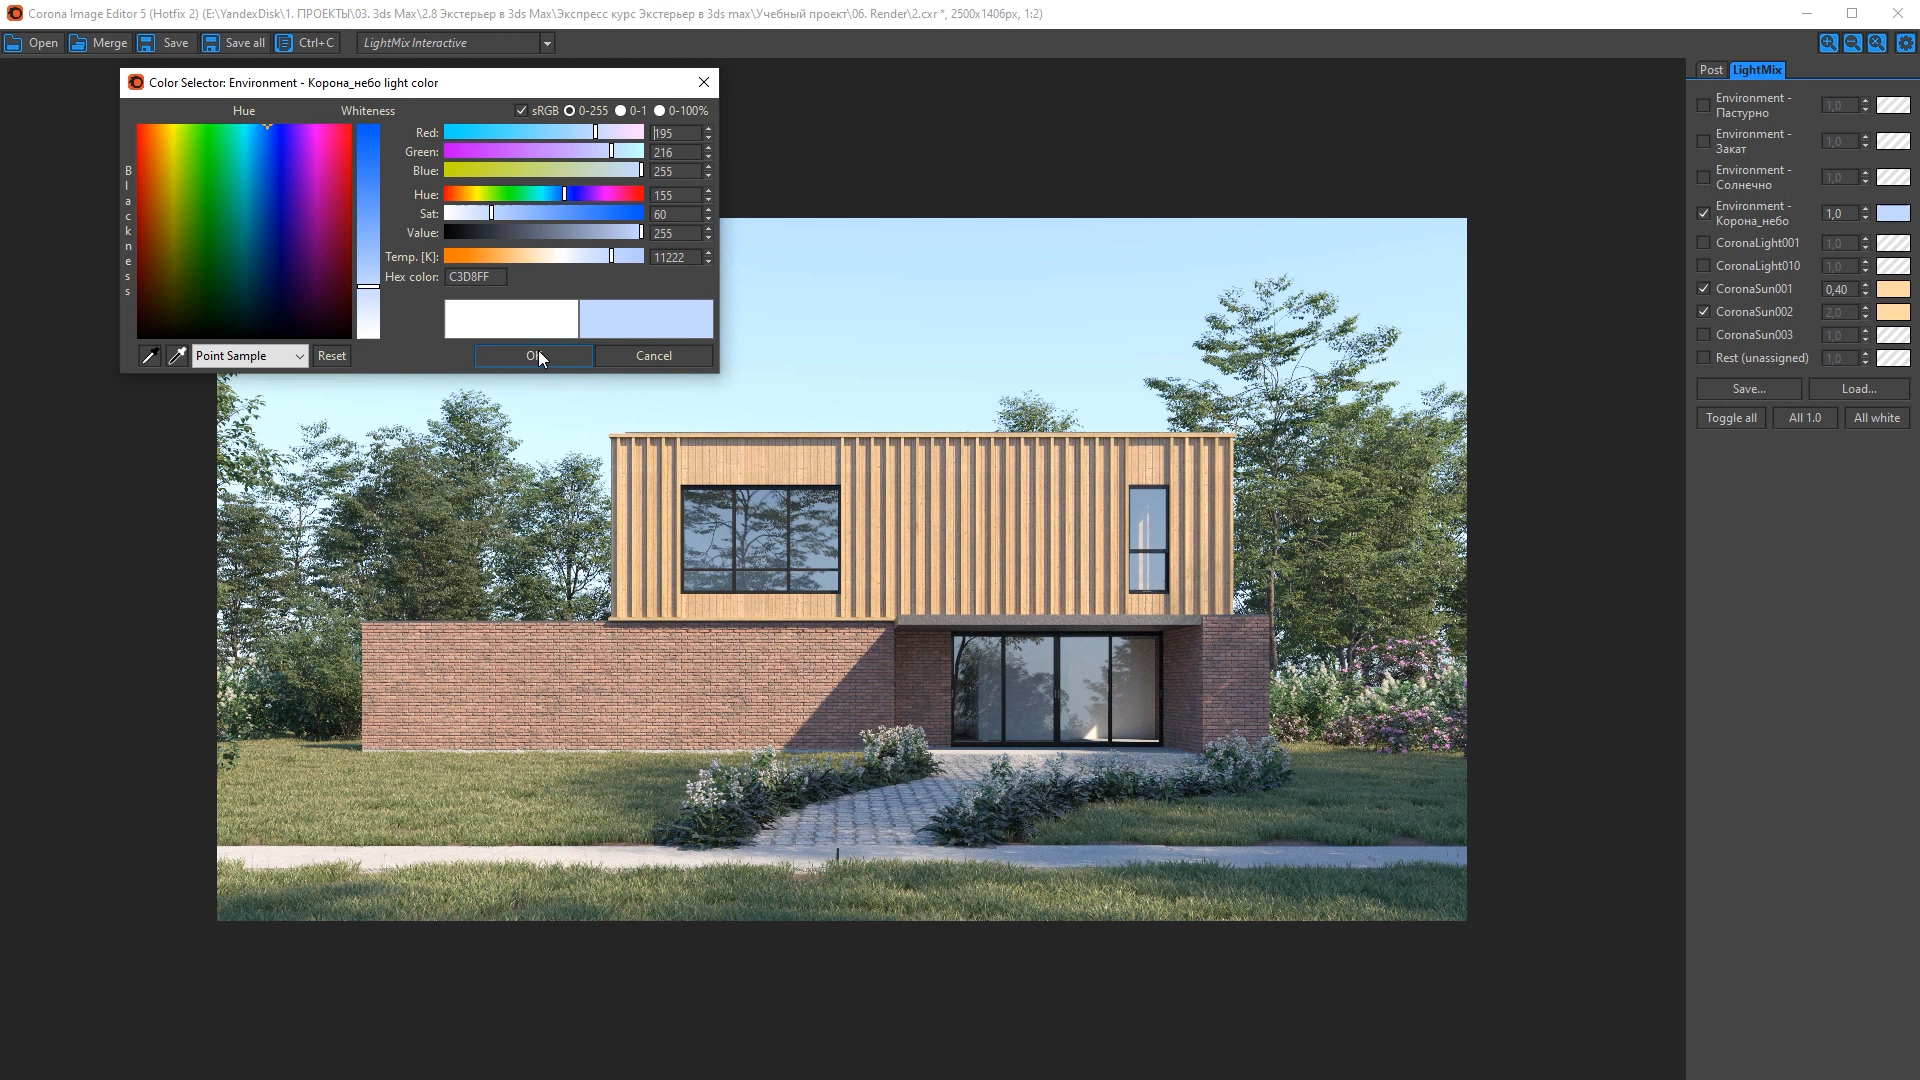 Corona Image Editor 5 (Hotfix 2) (E:\YandexDisk\1. ПРОЕКТЫ\03. 3ds Max\2.8 Экстерьер в 3ds Max\Экспресс курс Экстерьер в 3ds max\Учебный проект\06. Render\2.cxr *, 2500x1406px, 1:2)
Open Merge Save Save all Ctrl+C LightMix Interactive
Color Selector: Environment - Корона_небо light color
Hue Whiteness sRGB 0-255 0-1 0-100%
Blackness
Red: 195
Green: 216
Blue: 255
Hue: 155
Sat: 60
Value: 255
Temp. [K]: 11222
Hex color: C3D8FF
Point Sample Reset OK Cancel
Post LightMix
Environment - Пастурно 1,0
Environment - Закат 1,0
Environment - Солнечно 1,0
Environment - Корона_небо 1,0
CoronaLight001 1,0
CoronaLight010 1,0
CoronaSun001 0,40
CoronaSun002 2,0
CoronaSun003 1,0
Rest (unassigned) 1,0
Save... Load...
Toggle all All 1.0 All white